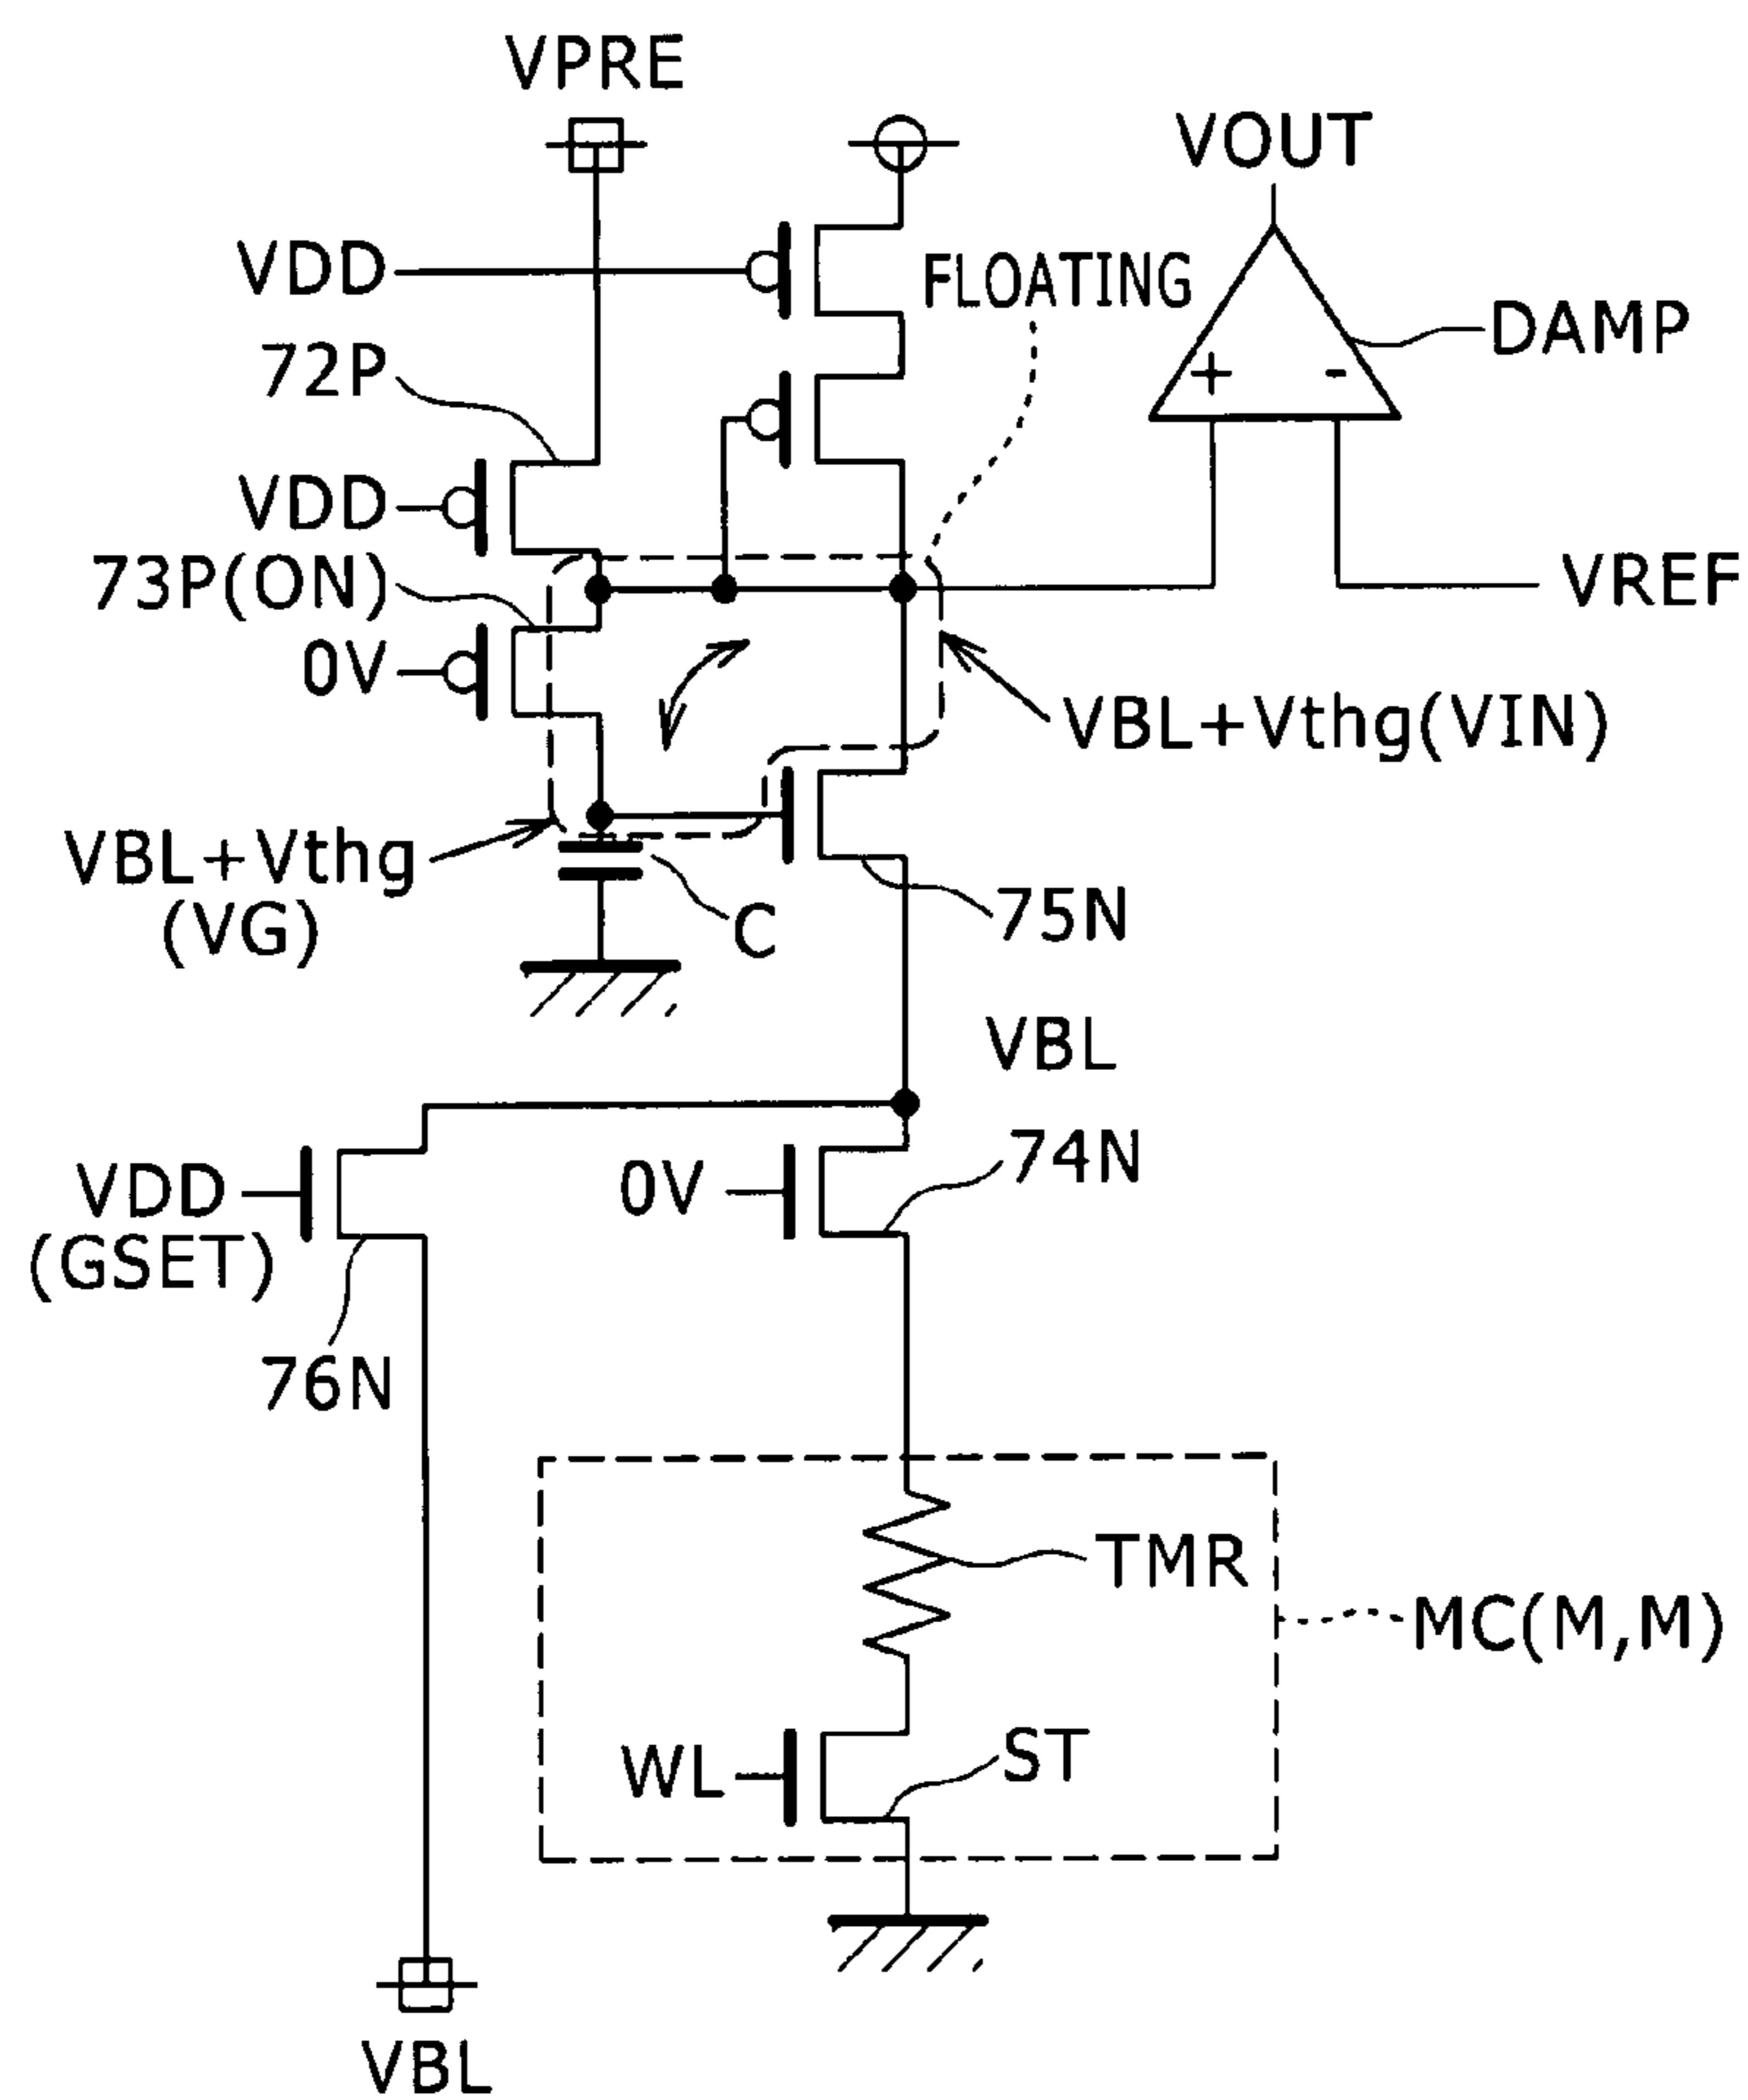 VPRE
VOUT
VDD
FLOATING
DAMP
+
-
72P
VDD
73P(ON)
VREF
0V
VBL+Vthg(VIN)
VBL+Vthg
(VG)
C
75N
VBL
74N
0V
VDD
(GSET)
76N
TMR
MC(M,M)
WL
ST
VBL